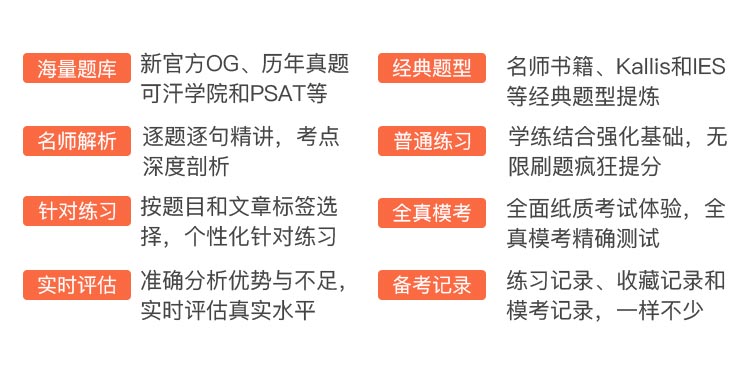 海量题库
新官方OG、历年真题
可汗学院和PSAT等
经典题型
名师书籍、Kallis和IES
等经典题型提炼
名师解析
逐题逐句精讲，考点
深度剖析
普通练习
学练结合强化基础，无
限刷题疯狂提分
针对练习
按题目和文章标签选
择，个性化针对练习
全真模考
全面纸质考试体验，全
真模考精确测试
实时评估
准确分析优势与不足，
实时评估真实水平
备考记录
练习记录、收藏记录和
模考记录，一样不少